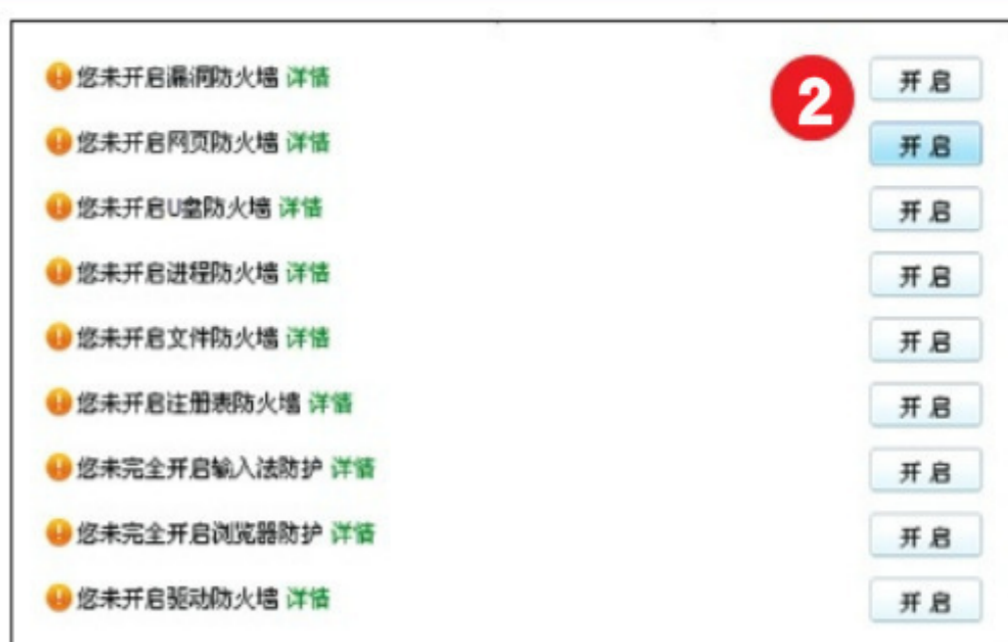 您未开启漏洞防火墙 详情 2 开启
您未开启网页防火墙 详情 开启
您未开启U盘防火墙 详情 开启
您未开启进程防火墙 详情 开启
您未开启文件防火墙 详情 开启
您未开启注册表防火墙 详情 开启
您未完全开启输入法防护 详情 开启
您未完全开启浏览器防护 详情 开启
您未开启驱动防火墙 详情 开启